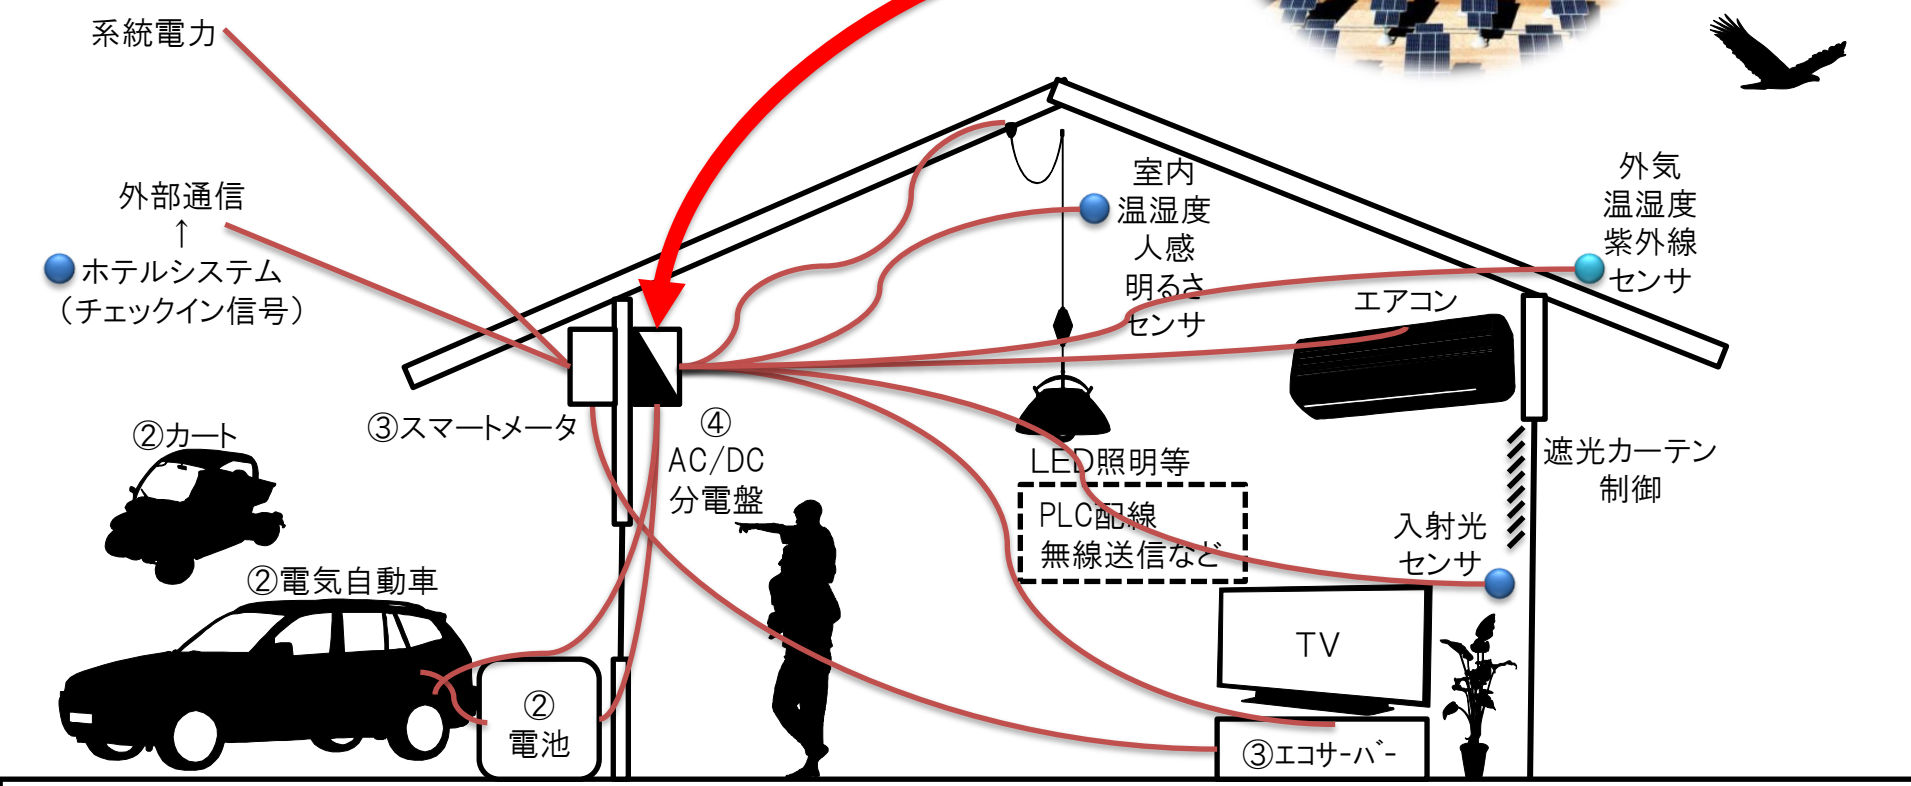 系統電力
外部通信
↑
ホテルシステム
（チェックイン信号）
室内
温湿度
人感
明るさ
センサ
外気
温湿度
紫外線
センサ
エアコン
③スマートメータ
④
AC/DC
分電盤
②カート
②電気自動車
②
電池
LED照明等
PLC配線
無線送信など
遮光カーテン
制御
入射光
センサ
TV
③エコサーバー